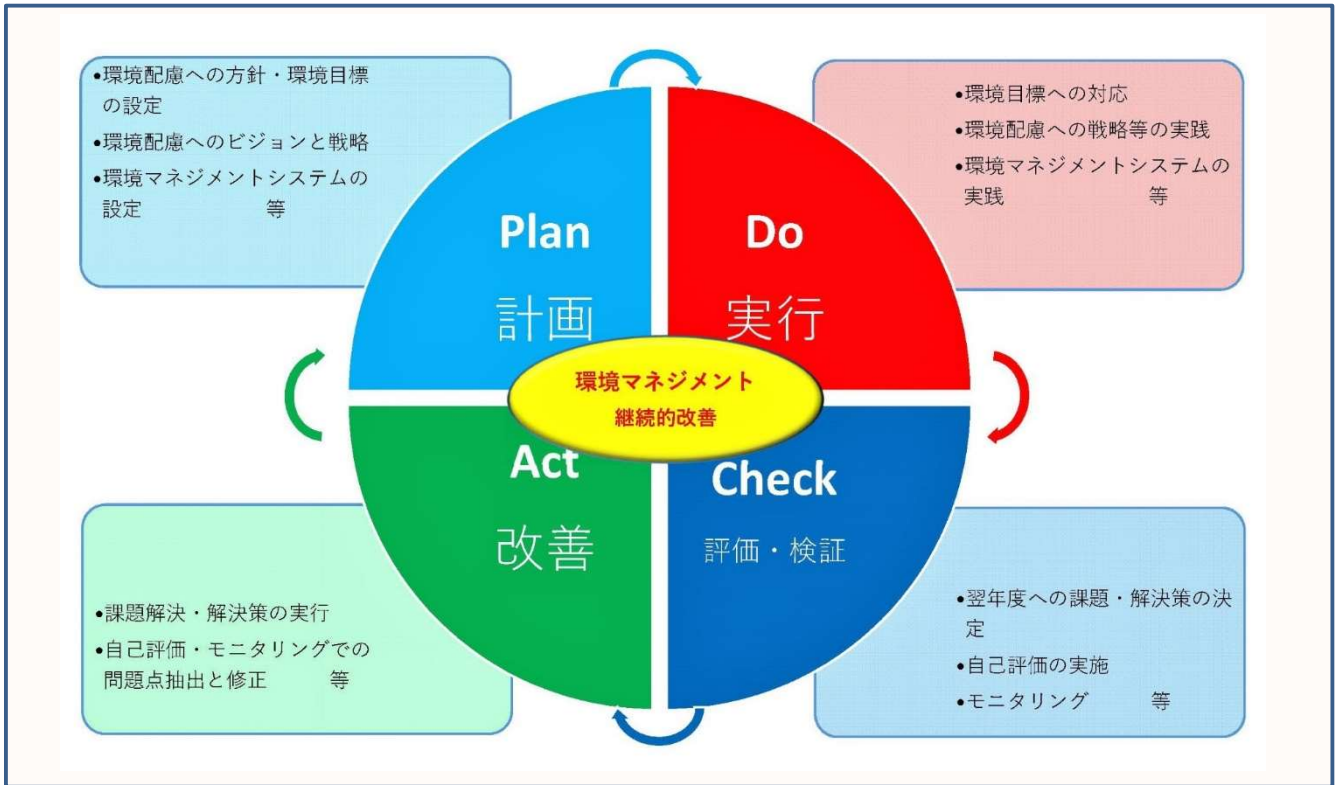 •環境配慮への方針・環境目標
の設定
•環境配慮へのビジョンと戦略
•環境マネジメントシステムの
設定 等
•環境目標への対応
•環境配慮への戦略等の実践
•環境マネジメントシステムの
実践 等
Plan
計画
Do
実行
環境マネジメント
継続的改善
Act
改善
Check
評価・検証
•課題解決・解決策の実行
•自己評価・モニタリングでの
問題点抽出と修正 等
•翌年度への課題・解決策の決
定
•自己評価の実施
•モニタリング 等